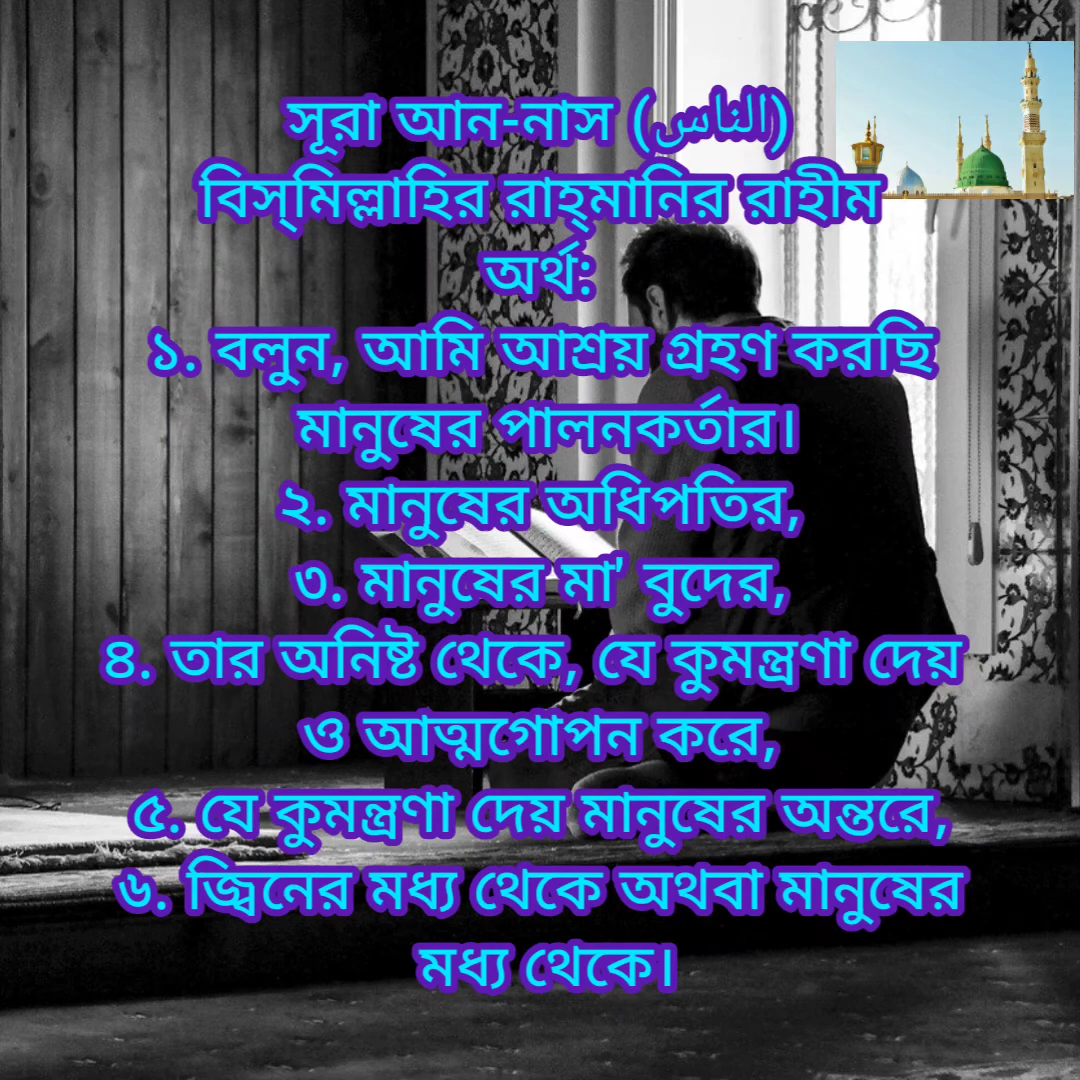 সূরা আন-নাস (الناس)
বিস্‌মিল্লাহির রাহ্‌মানির রাহীম
অর্থ:
১. বলুন, আমি আশ্রয় গ্রহণ করছি
মানুষের পালনকর্তার।
২. মানুষের অধিপতির,
৩. মানুষের মা' বুদের,
৪. তার অনিষ্ট থেকে, যে কুমন্ত্রণা দেয়
ও আত্মগোপন করে,
৫. যে কুমন্ত্রণা দেয় মানুষের অন্তরে,
৬. জ্বিনের মধ্য থেকে অথবা মানুষের
মধ্য থেকে।